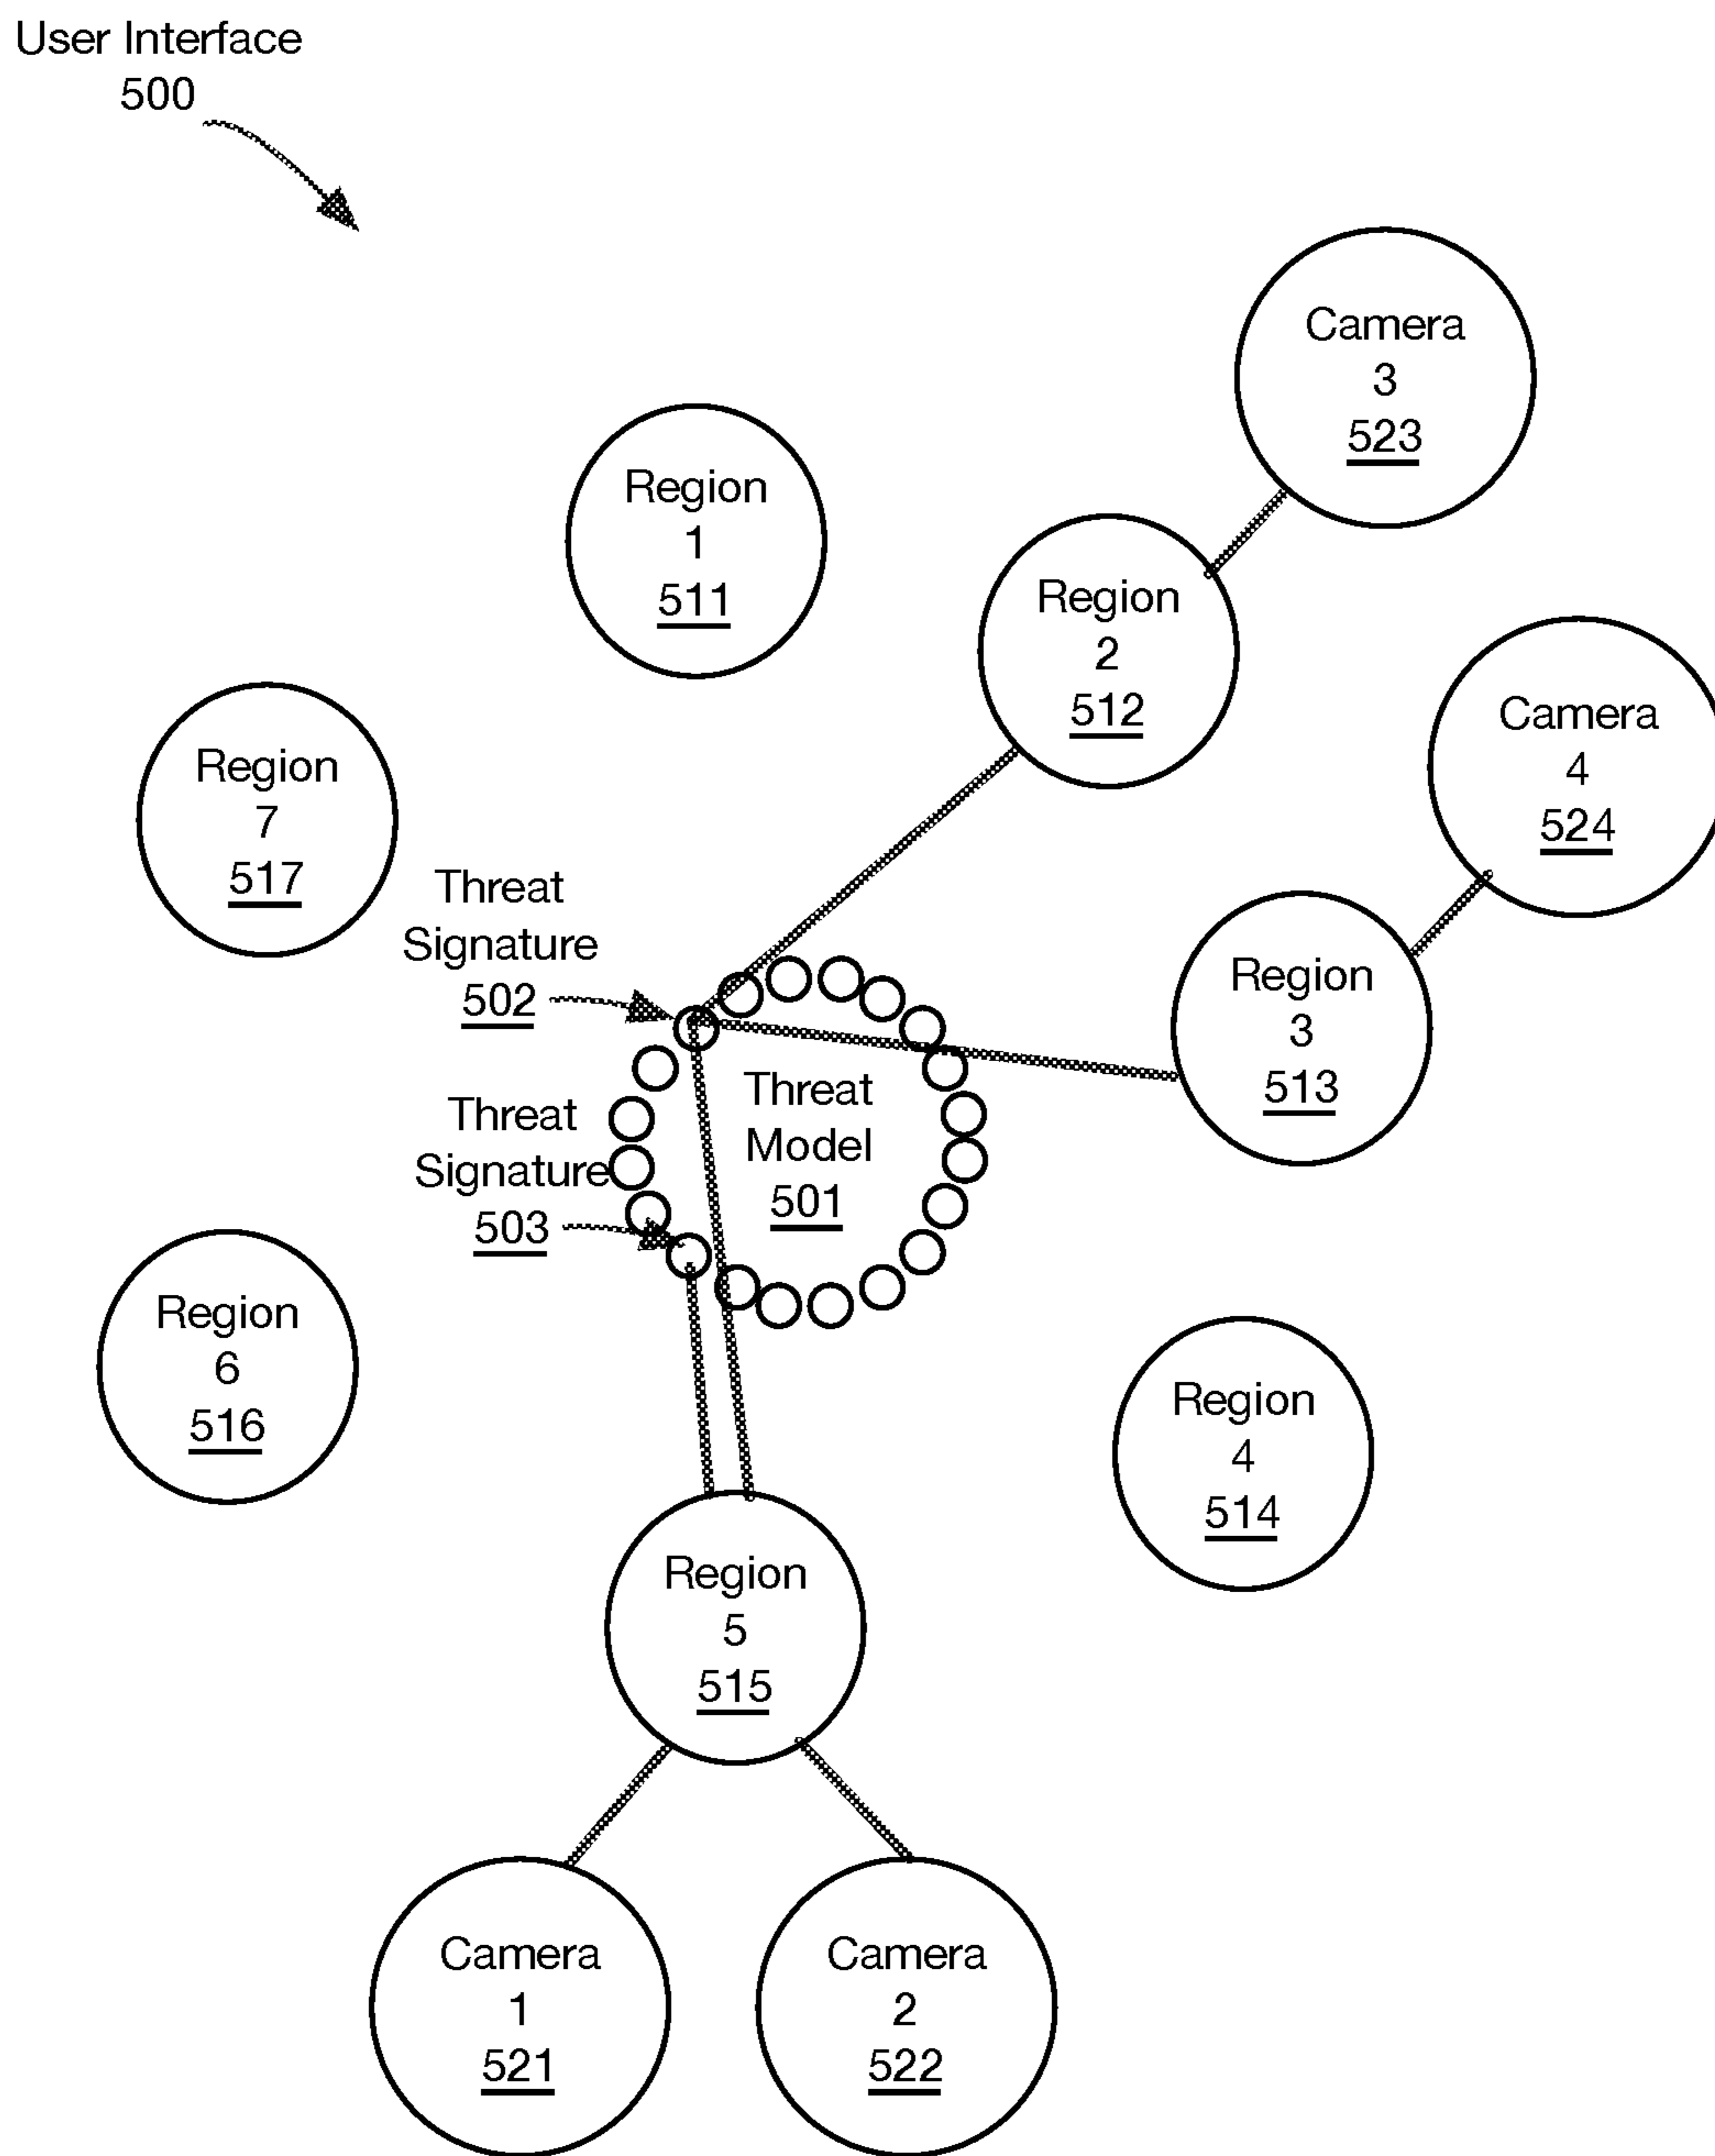 User Interface
500
Camera
3
523
Region
1
511
Region
2
512
Camera
4
524
Region
7
517
Threat
Signature
502
Region
3
513
Threat
Model
501
Threat
Signature
503
Region
6
516
Region
4
514
Region
5
515
Camera
1
521
Camera
2
522